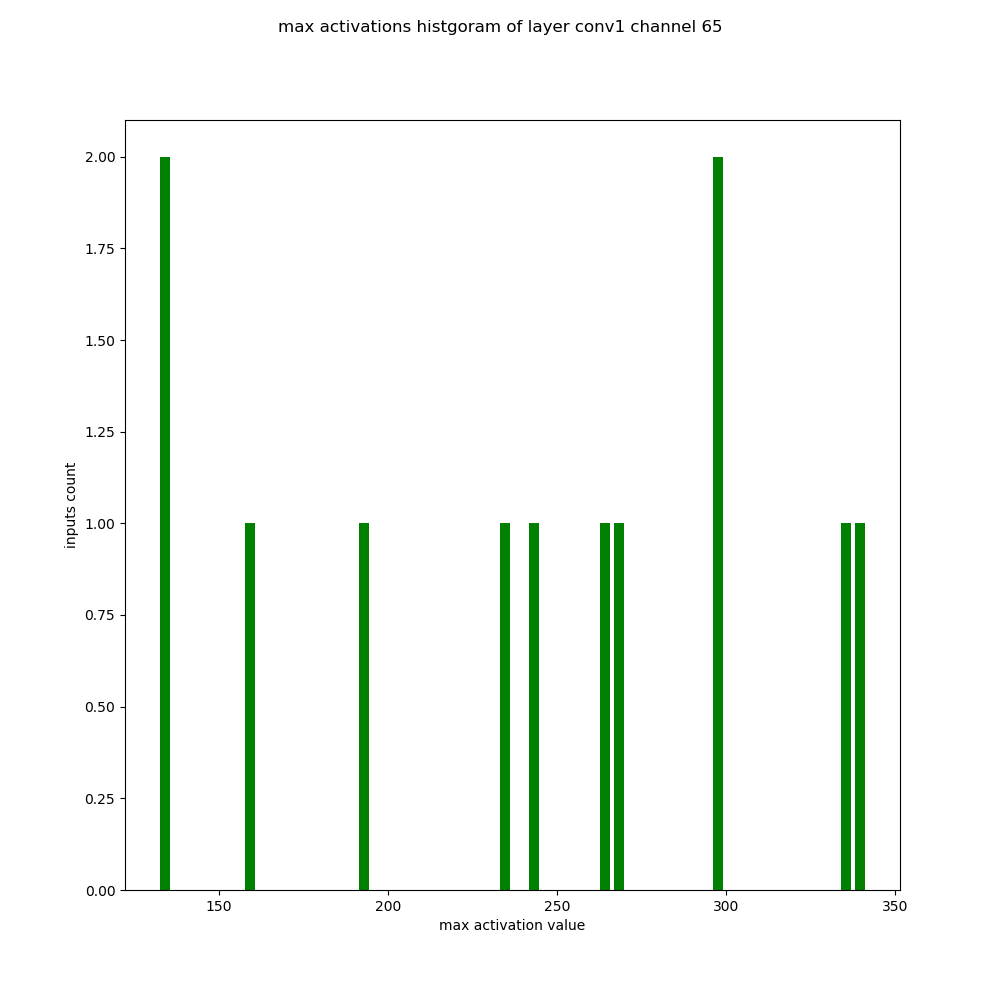 max activations histgoram of layer conv1 channel 65
2.00
1.75
1.50
1.25
1.00
0.75
0.50
0.25
0.00
inputs count
150 200 250 300 350
max activation value